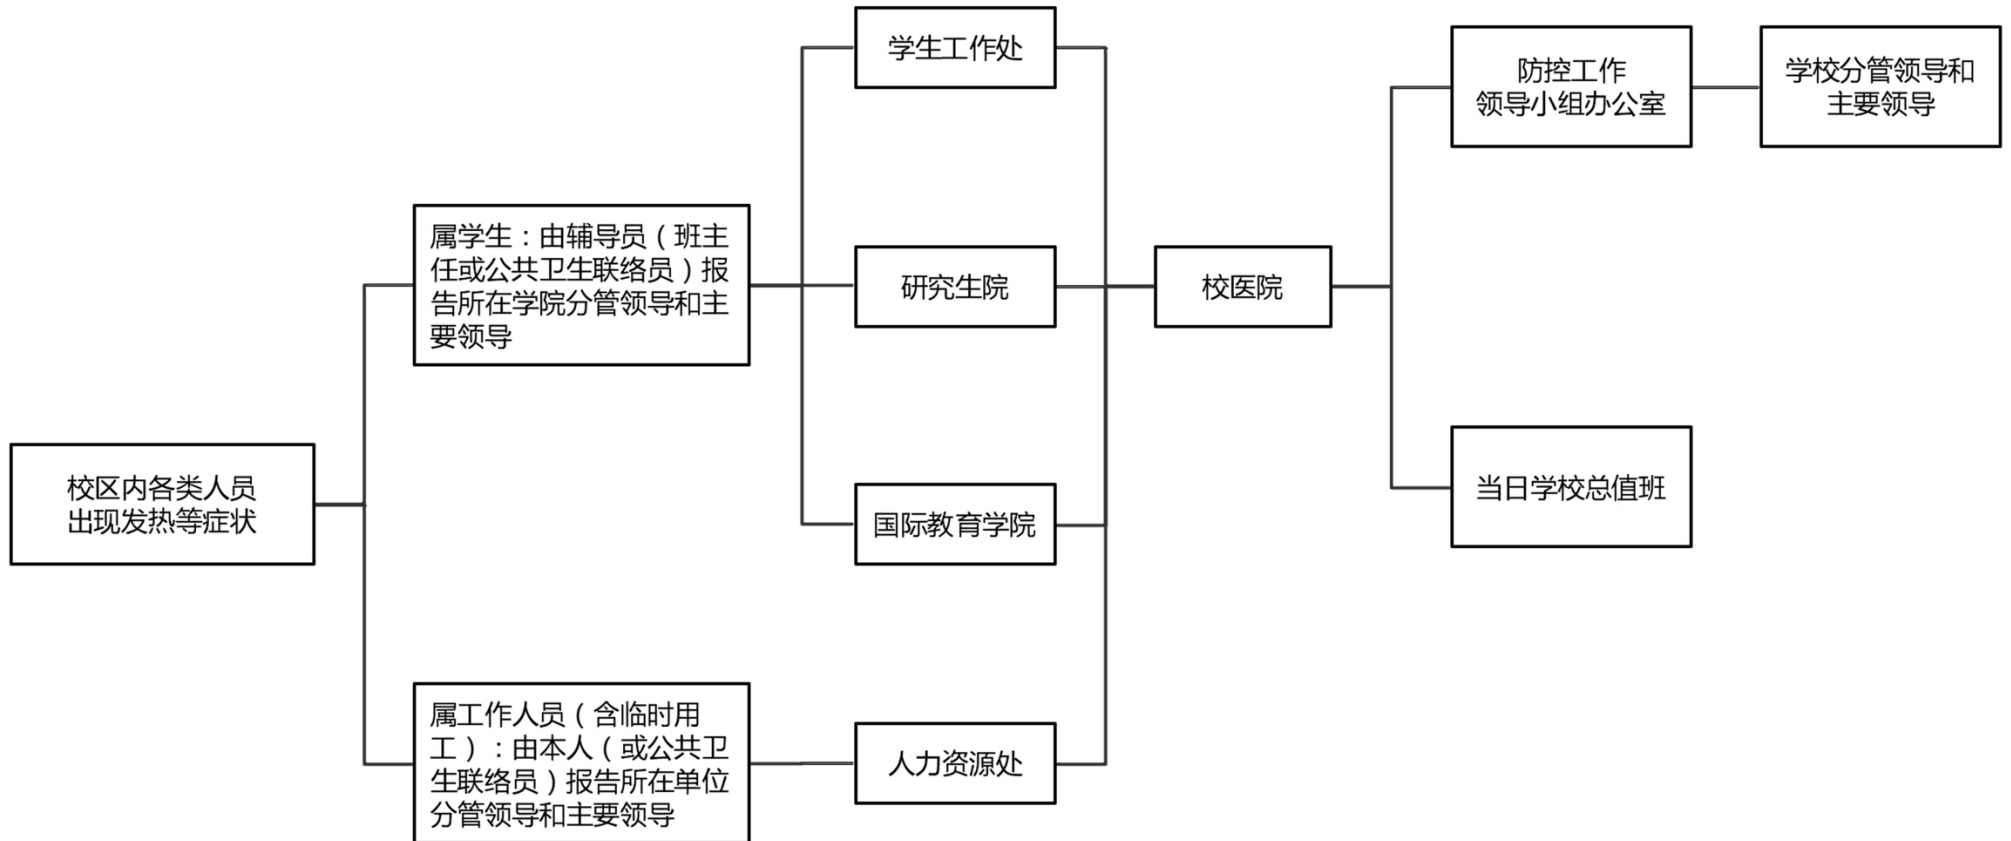 校区内各类人员
出现发热等症状
属学生：由辅导员（班主
任或公共卫生联络员）报
告所在学院分管领导和主
要领导
属工作人员（含临时用
工）：由本人（或公共卫
生联络员）报告所在单位
分管领导和主要领导
学生工作处
研究生院
国际教育学院
人力资源处
校医院
防控工作
领导小组办公室
当日学校总值班
学校分管领导和
主要领导